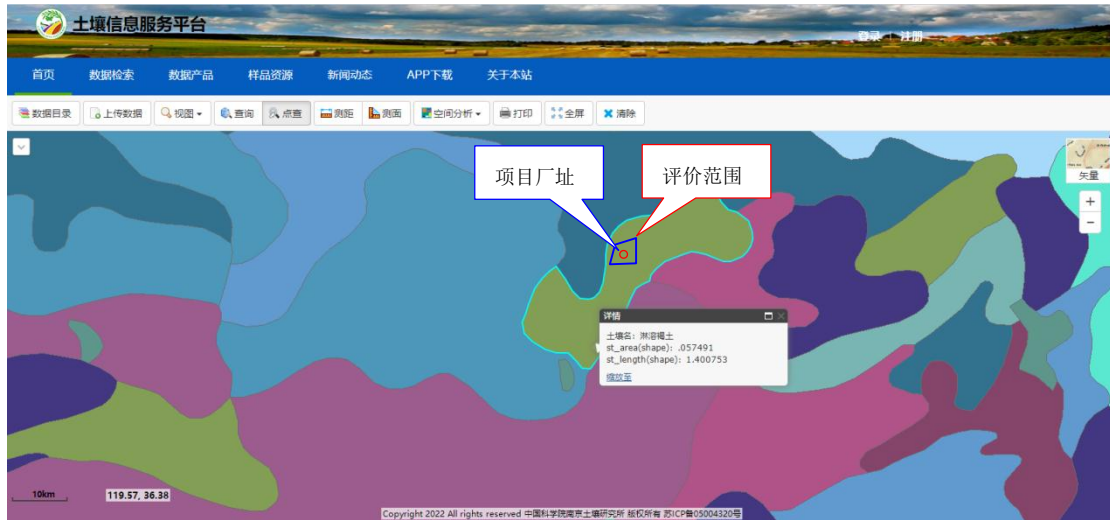 土壤信息服务平台
登录 | 注册
首页 数据检索 数据产品 样品资源 新闻动态 APP下载 关于本站
数据目录 上传数据 视图 查询 点查 测距 测面 空间分析 打印 全屏 清除
项目厂址 评价范围
矢量
+
-
详情
土壤名：淋溶褐土
st_area(shape): .057491
st_length(shape): 1.400753
缩放至
10km 119.57, 36.38
Copyright 2022 All rights reserved 中国科学院南京土壤研究所 版权所有 苏ICP备05004320号